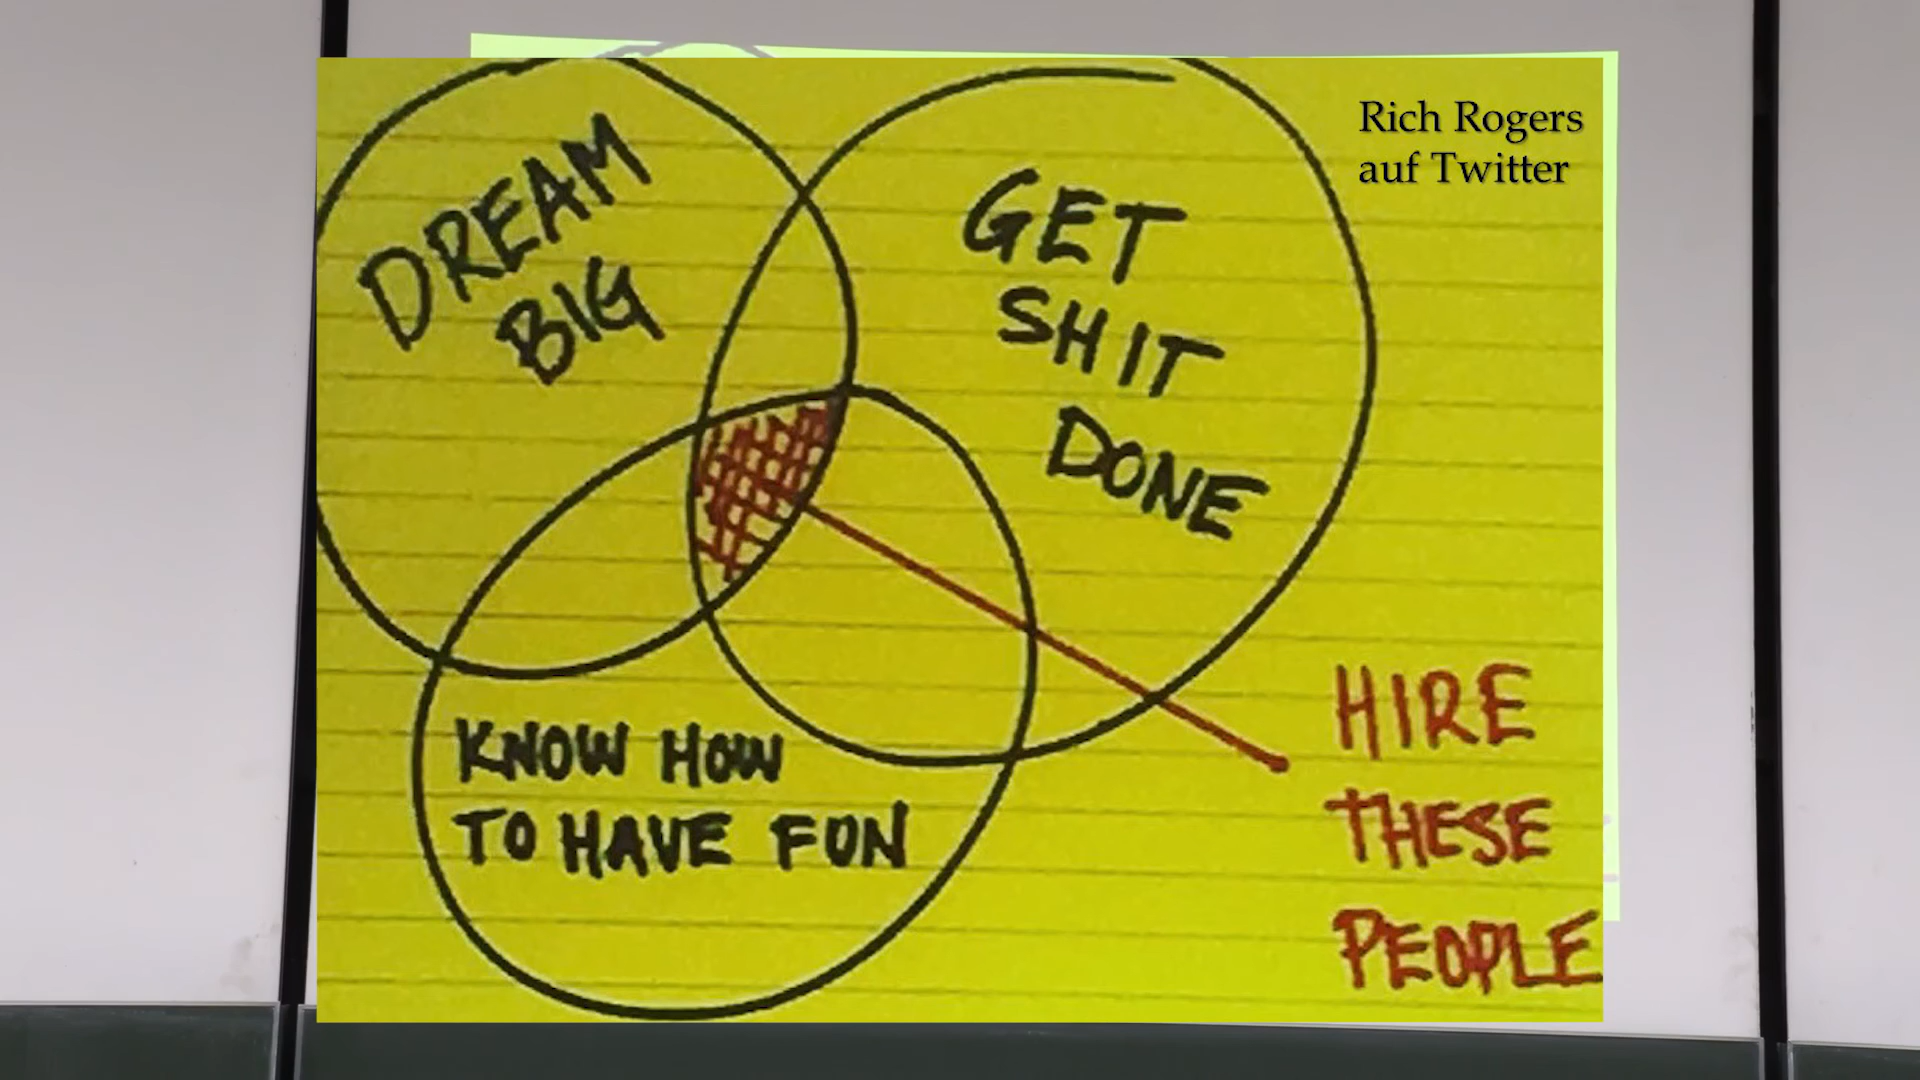 Rich Rogers
auf Twitter
DREAM
BIG
GET
SHIT
DONE
KNOW HOW
TO HAVE FUN
HIRE
THESE
PEOPLE